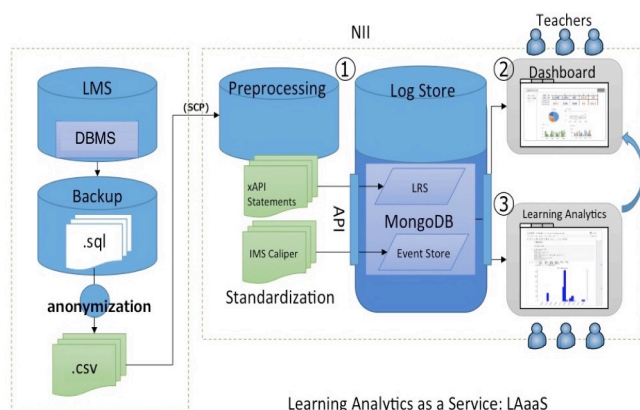 NII
Teachers
LMS
DBMS
Backup
.sql
anonymization
.csv
(SCP)
Preprocessing
①
xAPI
Statements
IMS Caliper
Standardization
Log Store
API
LRS
MongoDB
Event Store
②
Dashboard
③
Learning Analytics
Learning Analytics as a Service: LAaaS